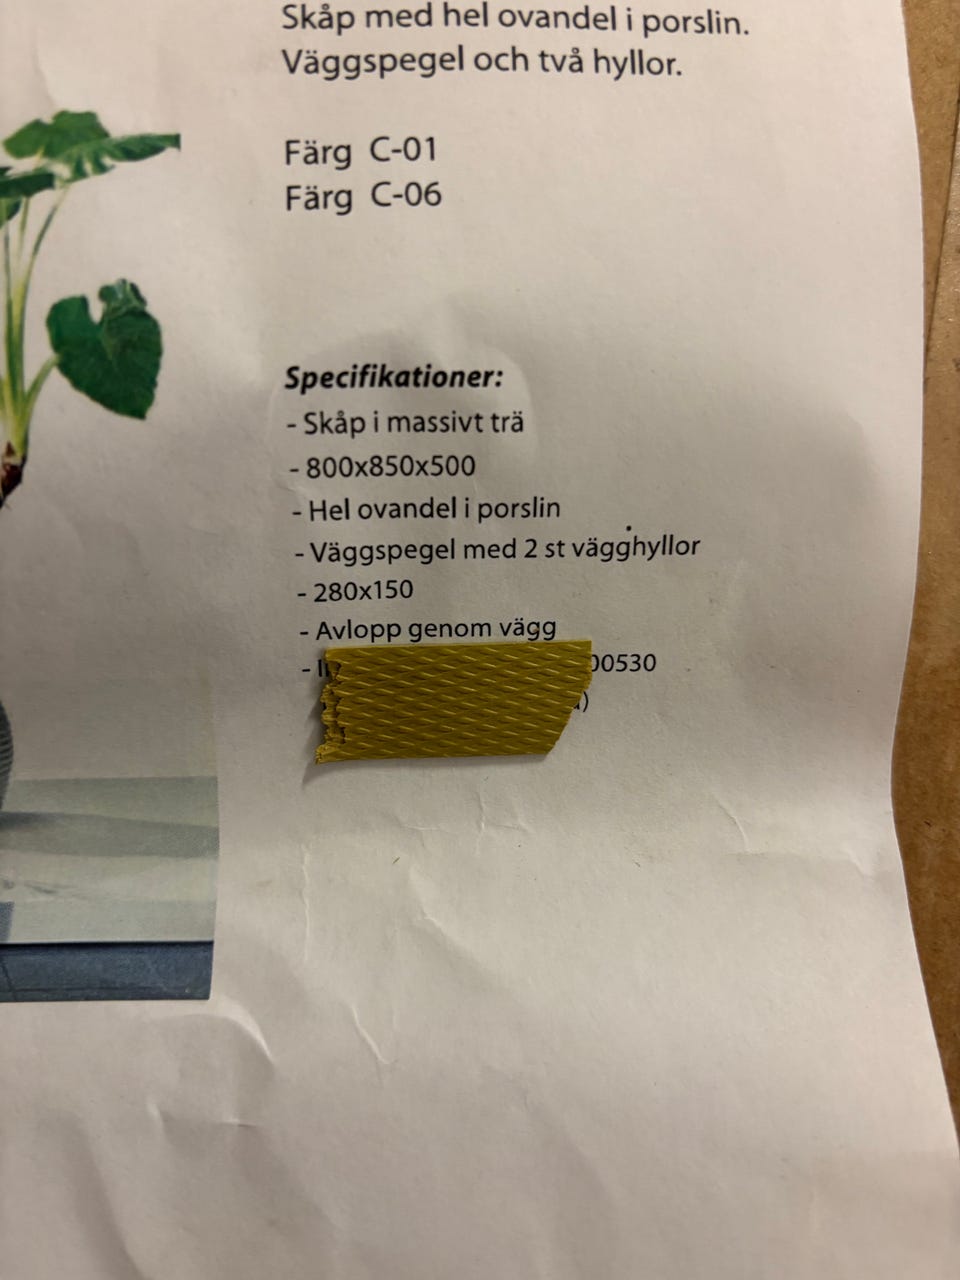 Skåp med hel ovandel i porslin.
Väggspegel och två hyllor.
Färg C-01
Färg C-06
Specifikationer:
- Skåp i massivt trä
- 800x850x500
- Hel ovandel i porslin
- Väggspegel med 2 st vägghyllor
- 280x150
- Avlopp genom vägg
-